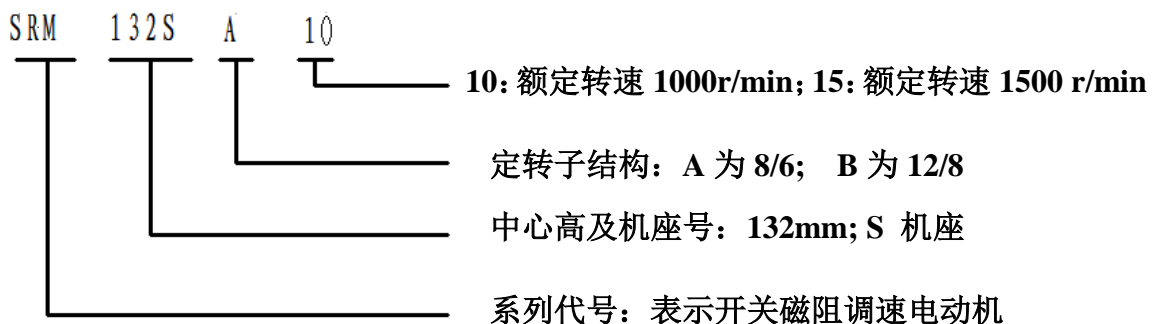 SRM 132S A 10
10: 额定转速 1000r/min; 15: 额定转速 1500 r/min
定转子结构: A 为 8/6; B 为 12/8
中心高及机座号: 132mm; S 机座
系列代号: 表示开关磁阻调速电动机